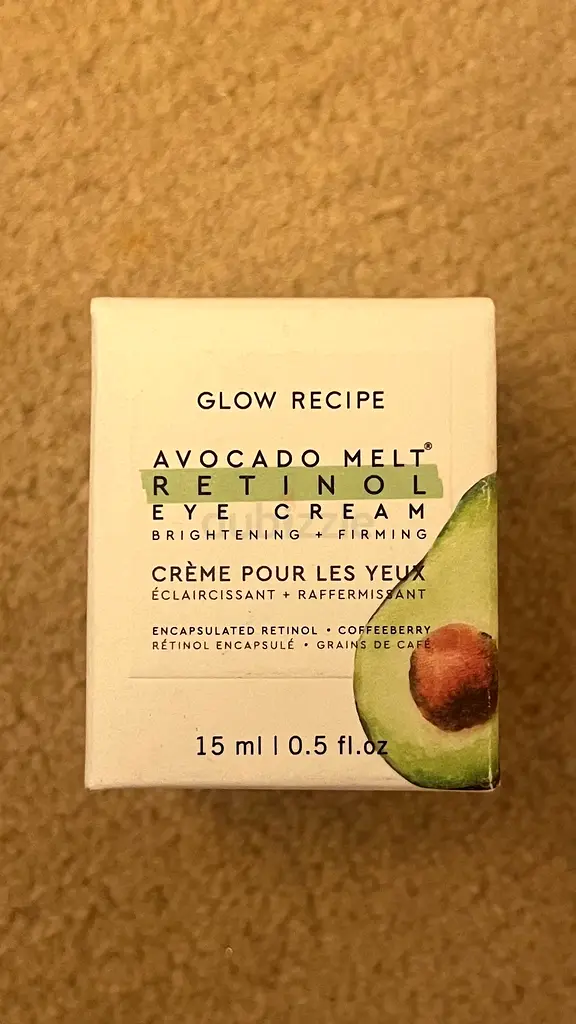 GLOW RECIPE
AVOCADO MELT®
RETINOL
EYE CREAM
dubizzle
BRIGHTENING + FIRMING
CRÈME POUR LES YEUX
ÉCLAIRCISSANT + RAFFERMISSANT
ENCAPSULATED RETINOL • COFFEEBERRY
RÉTINOL ENCAPSULÉ • GRAINS DE CAFÉ
15 ml | 0.5 fl.oz